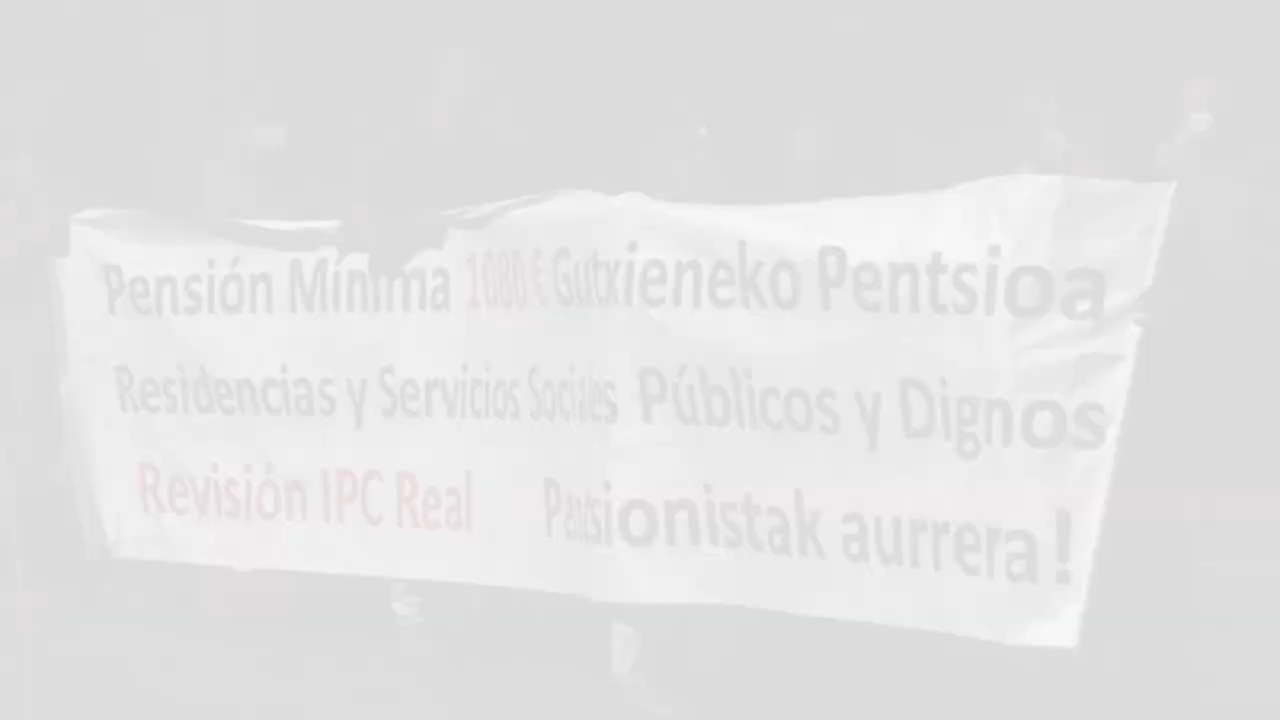 Pensión Mínima 1080 € Gutxieneko Pentsioa
Residencias y Servicios Sociales Públicos y Dignos
Revisión IPC Real Pentsionistak aurrera !